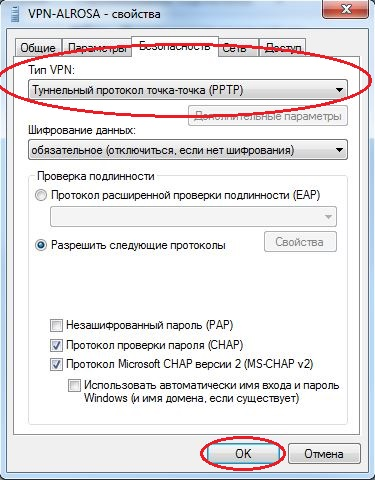 VPN-ALROSA - свойства
Общие Параметры Безопасность Сеть Доступ
Тип VPN:
Туннельный протокол точка-точка (PPTP)
Дополнительные параметры
Шифрование данных:
обязательное (отключиться, если нет шифрования)
Проверка подлинности
Протокол расширенной проверки подлинности (EAP)
Разрешить следующие протоколы
Свойства
Незашифрованный пароль (PAP)
Протокол проверки пароля (CHAP)
Протокол Microsoft CHAP версии 2 (MS-CHAP v2)
Использовать автоматически имя входа и пароль
Windows (и имя домена, если существует)
OK Отмена